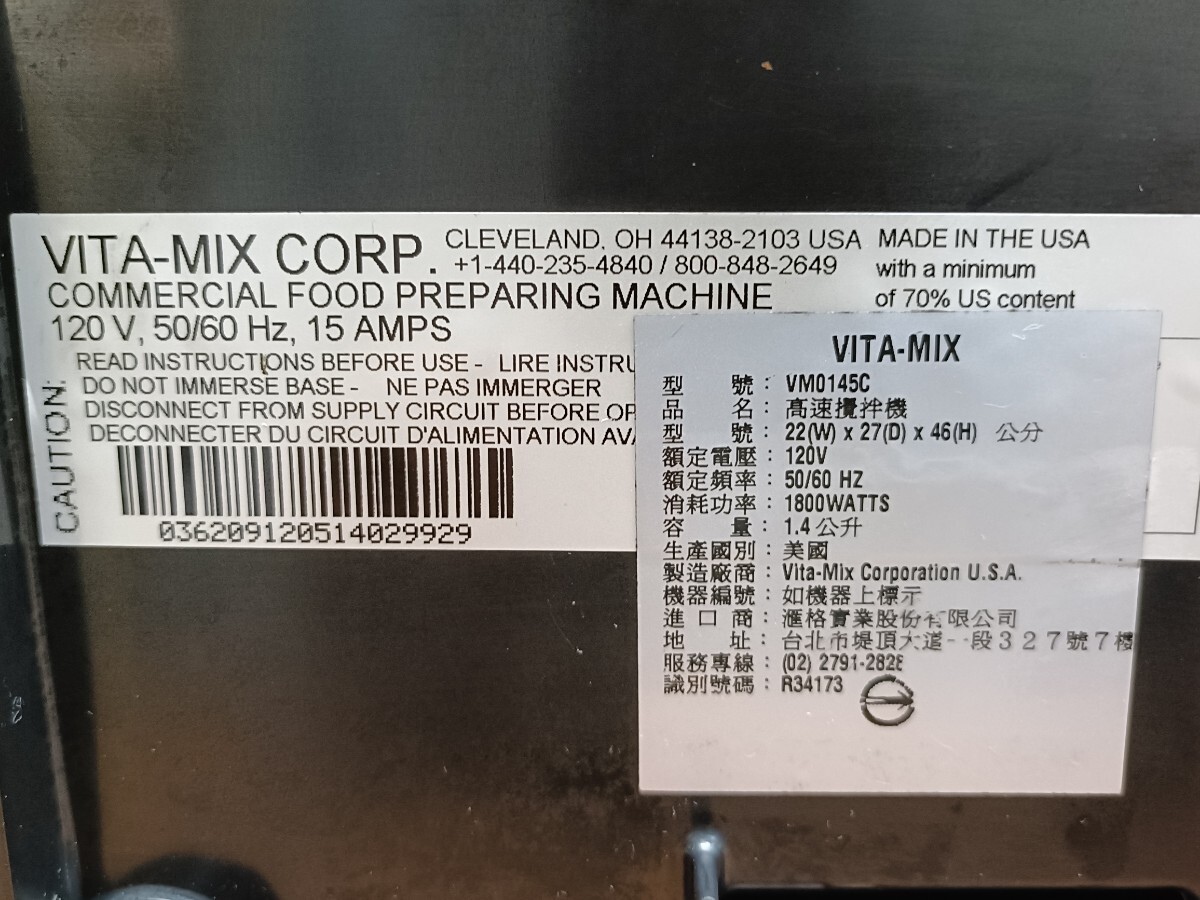 VITA-MIX CORP. CLEVELAND, OH 44138-2103 USA
+1-440-235-4840 / 800-848-2649
MADE IN THE USA
with a minimum
of 70% US content
COMMERCIAL FOOD PREPARING MACHINE
120 V, 50/60 Hz, 15 AMPS
CAUTION:
READ INSTRUCTIONS BEFORE USE - LIRE INSTRU
DO NOT IMMERSE BASE - NE PAS IMMERGER
DISCONNECT FROM SUPPLY CIRCUIT BEFORE OP
DECONNECTER DU CIRCUIT D'ALIMENTATION AVA
036209120514029929
VITA-MIX
型 號：VM0145C
品 名：高速攪拌機
型 號：22(W) x 27(D) x 46(H) 公分
額定電壓：120V
額定頻率：50/60 HZ
消耗功率：1800WATTS
容 量：1.4公升
生產國別：美國
製造廠商：Vita-Mix Corporation U.S.A.
機器編號：如機器上標示
進 口 商：滙格實業股份有限公司
地 址：台北市堤頂大道一段327號7樓
服務專線：(02) 2791-2828
識別號碼：R34173